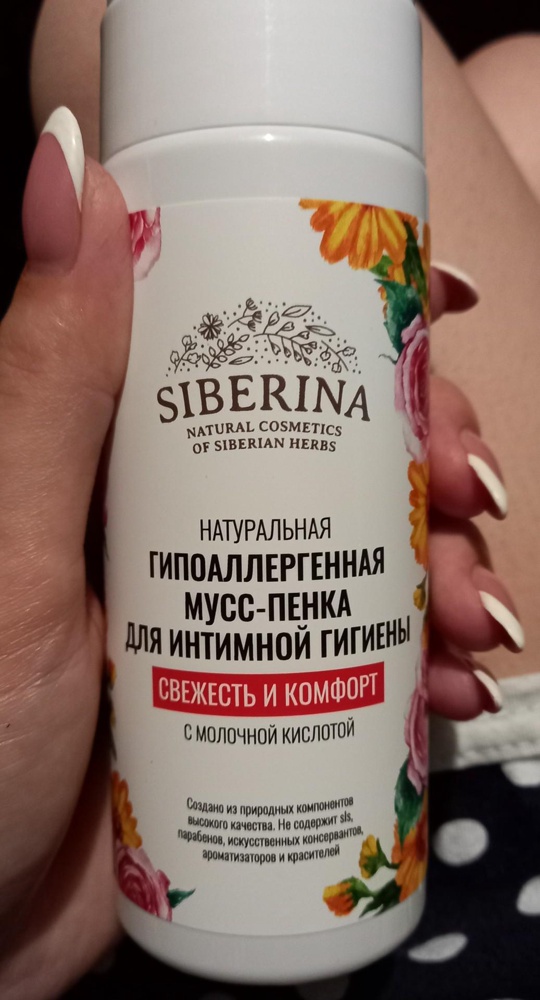 SIBERINA
NATURAL COSMETICS
OF SIBERIAN HERBS
НАТУРАЛЬНАЯ
ГИПОАЛЛЕРГЕННАЯ
МУСС-ПЕНКА
ДЛЯ ИНТИМНОЙ ГИГИЕНЫ
СВЕЖЕСТЬ И КОМФОРТ
С МОЛОЧНОЙ КИСЛОТОЙ
Создано из природных компонентов
высокого качества. Не содержит sls,
парабенов, искусственных консервантов,
ароматизаторов и красителей